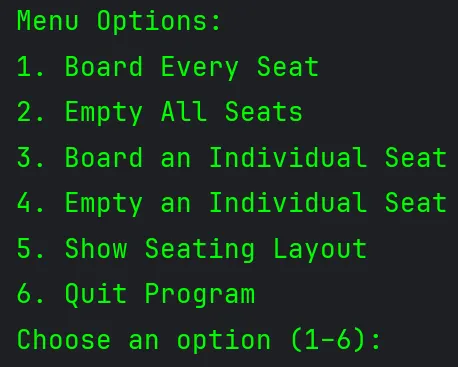 Menu Options:
1. Board Every Seat
2. Empty All Seats
3. Board an Individual Seat
4. Empty an Individual Seat
5. Show Seating Layout
6. Quit Program
Choose an option (1-6):